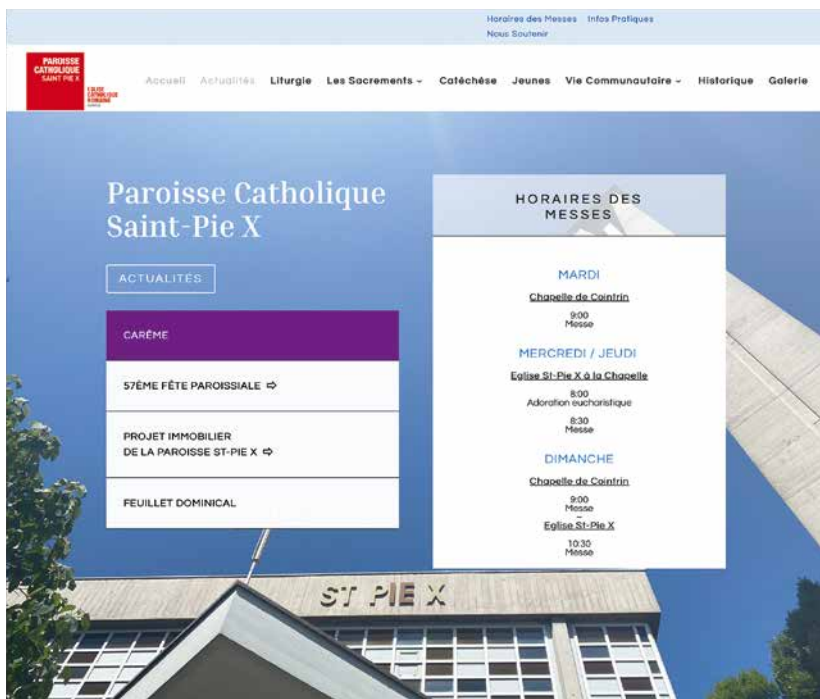 Horaires des Messes Infos Pratiques
Nous Soutenir
PAROISSE
CATHOLIQUE
SAINT PIE X
EGLISE
CATHOLIQUE
ROMAINE
Accueil Actualités Liturgie Les Sacrements Catéchèse Jeunes Vie Communautaire Historique Galerie
Paroisse Catholique
Saint-Pie X
ACTUALITÉS
CARÊME
57ÈME FÊTE PAROISSIALE ⇨
PROJET IMMOBILIER
DE LA PAROISSE ST-PIE X ⇨
FEUILLET DOMINICAL
HORAIRES DES
MESSES
MARDI
Chapelle de Cointrin
9:00
Messe
MERCREDI / JEUDI
Eglise St-Pie X à la Chapelle
8:00
Adoration eucharistique
8:30
Messe
DIMANCHE
Chapelle de Cointrin
9:00
Messe
–
Eglise St-Pie X
10:30
Messe
ST PIE X